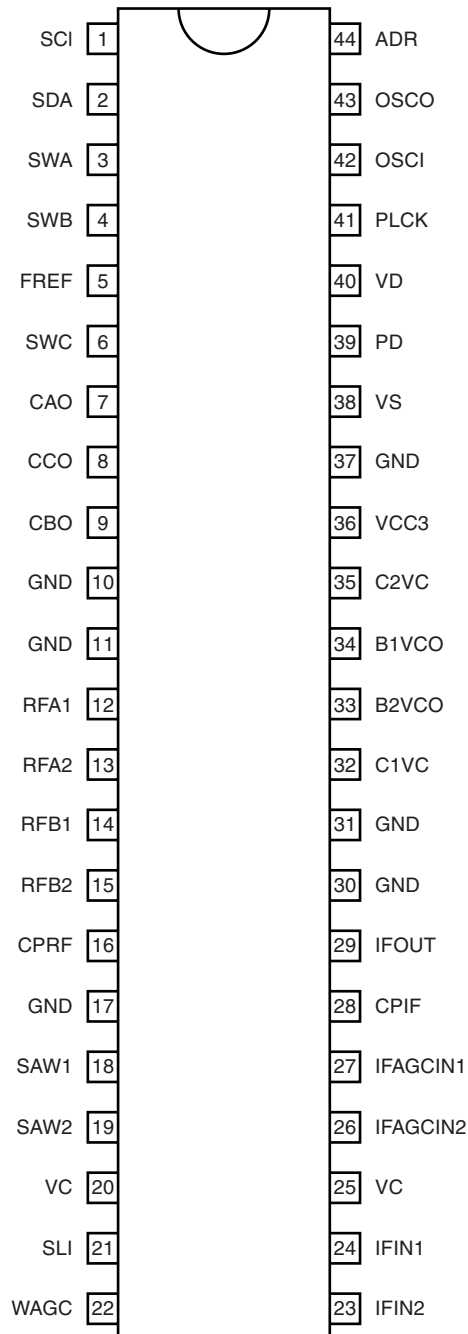 SCI 1 44 ADR
SDA 2 43 OSCO
SWA 3 42 OSCI
SWB 4 41 PLCK
FREF 5 40 VD
SWC 6 39 PD
CAO 7 38 VS
CCO 8 37 GND
CBO 9 36 VCC3
GND 10 35 C2VC
GND 11 34 B1VCO
RFA1 12 33 B2VCO
RFA2 13 32 C1VC
RFB1 14 31 GND
RFB2 15 30 GND
CPRF 16 29 IFOUT
GND 17 28 CPIF
SAW1 18 27 IFAGCIN1
SAW2 19 26 IFAGCIN2
VC 20 25 VC
SLI 21 24 IFIN1
WAGC 22 23 IFIN2